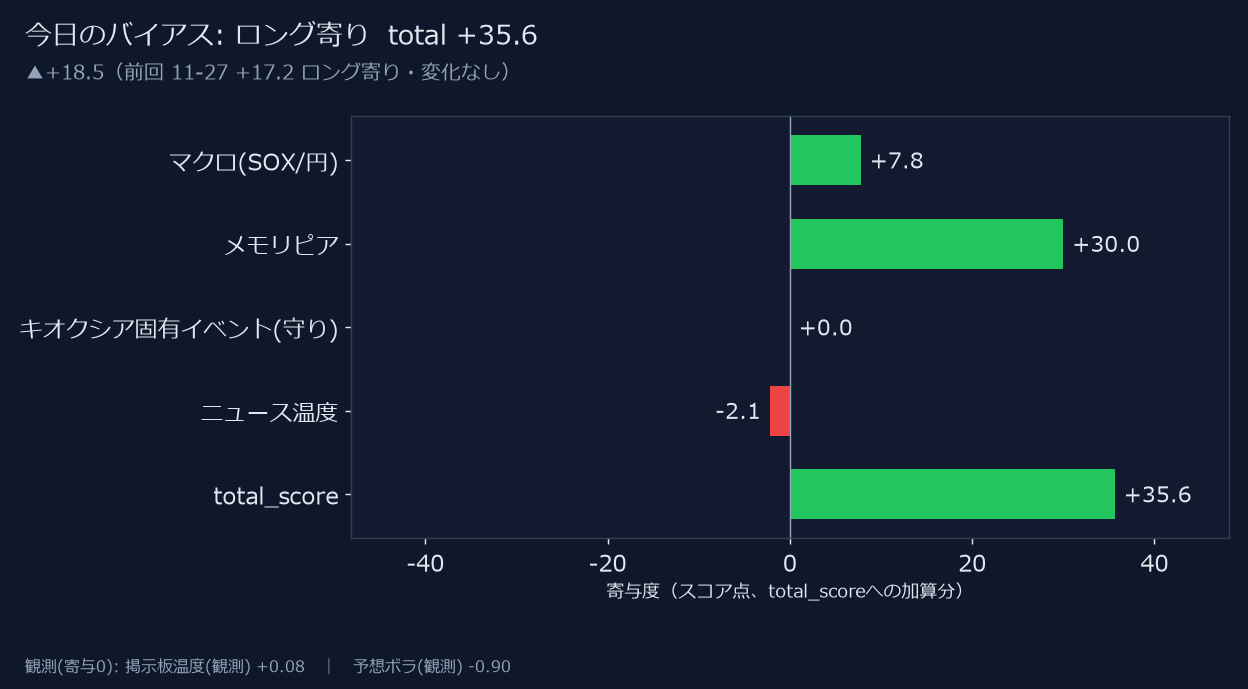 今日のバイアス: ロング寄り total +35.6
▲+18.5（前回 11-27 +17.2 ロング寄り・変化なし）
マクロ(SOX/円)
+7.8
メモリピア
+30.0
キオクシア固有イベント(守り)
+0.0
ニュース温度
-2.1
total_score
+35.6
-40 -20 0 20 40
寄与度（スコア点、total_scoreへの加算分）
観測(寄与0): 掲示板温度(観測) +0.08 ｜ 予想ボラ(観測) -0.90